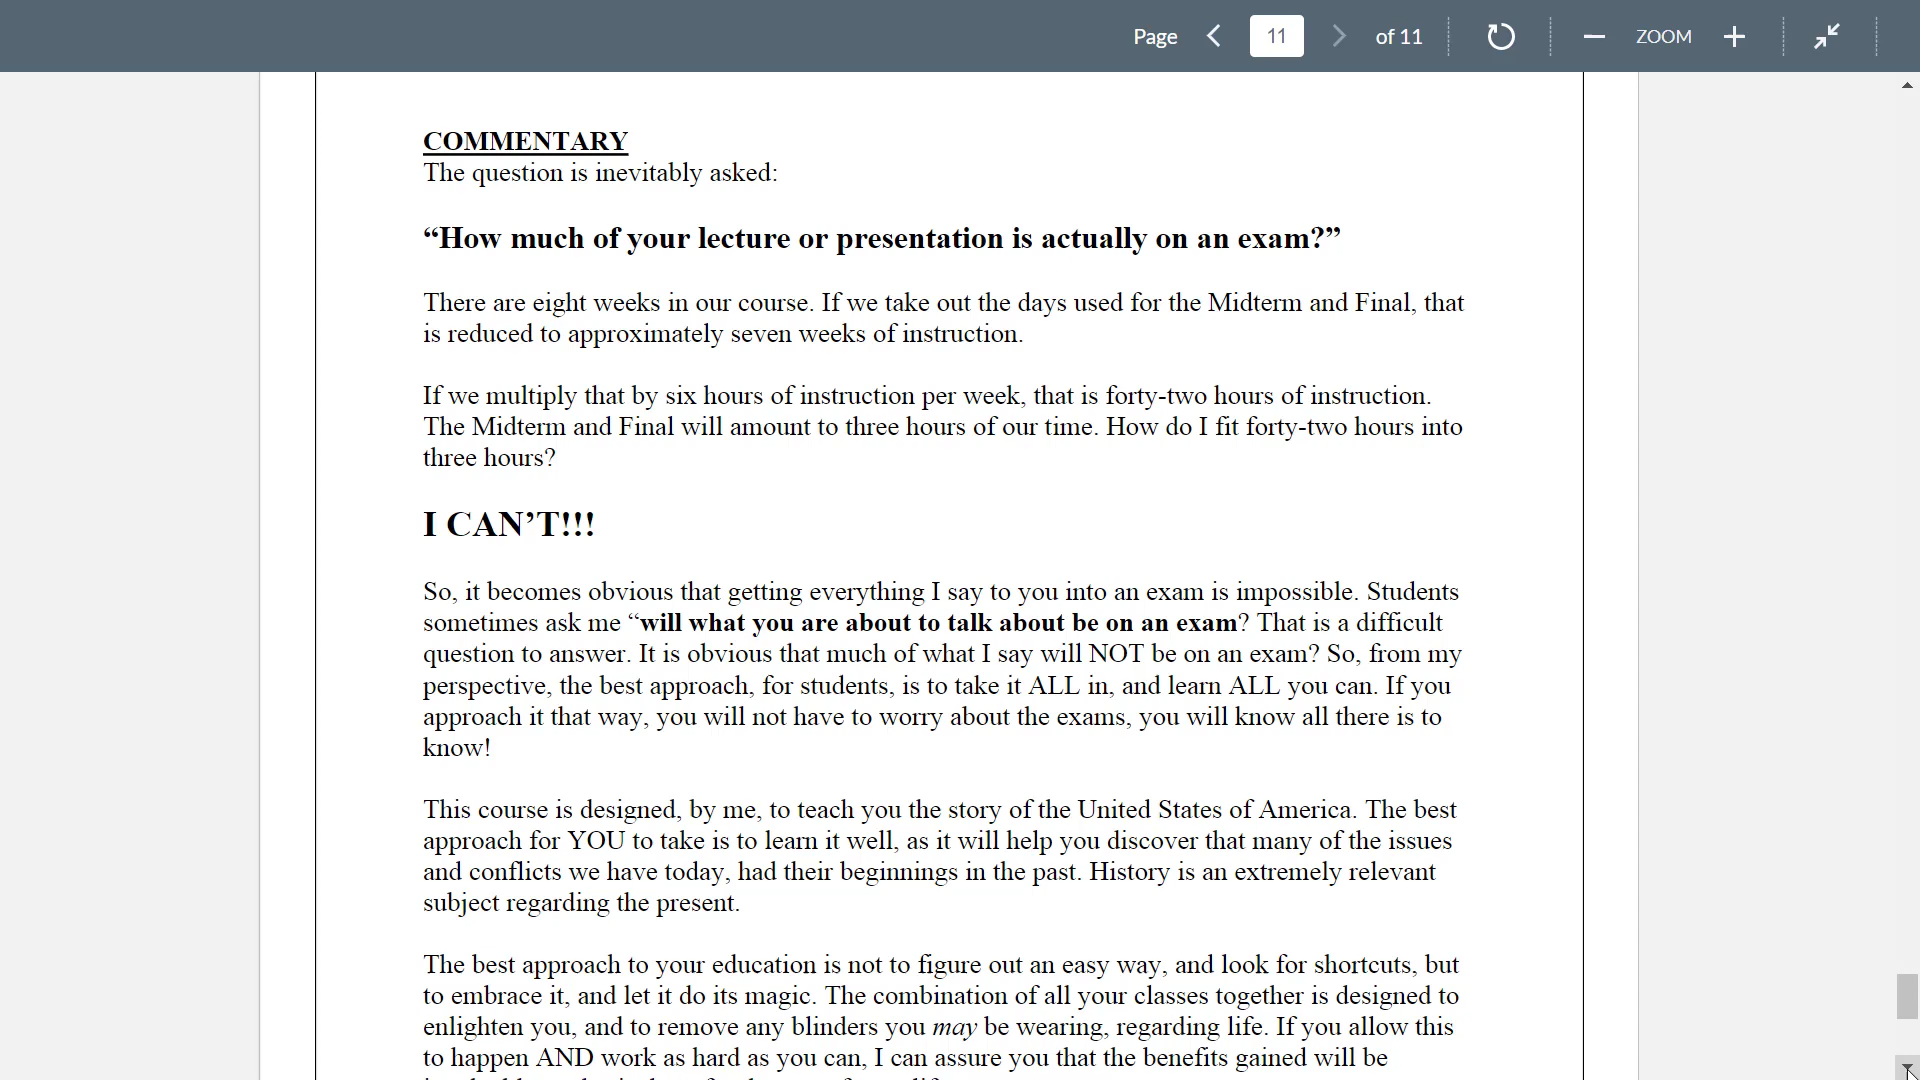 Page 11 of 11 ZOOM
COMMENTARY
The question is inevitably asked:
“How much of your lecture or presentation is actually on an exam?”
There are eight weeks in our course. If we take out the days used for the Midterm and Final, that
is reduced to approximately seven weeks of instruction.
If we multiply that by six hours of instruction per week, that is forty-two hours of instruction.
The Midterm and Final will amount to three hours of our time. How do I fit forty-two hours into
three hours?
I CAN’T!!!
So, it becomes obvious that getting everything I say to you into an exam is impossible. Students
sometimes ask me “will what you are about to talk about be on an exam? That is a difficult
question to answer. It is obvious that much of what I say will NOT be on an exam? So, from my
perspective, the best approach, for students, is to take it ALL in, and learn ALL you can. If you
approach it that way, you will not have to worry about the exams, you will know all there is to
know!
This course is designed, by me, to teach you the story of the United States of America. The best
approach for YOU to take is to learn it well, as it will help you discover that many of the issues
and conflicts we have today, had their beginnings in the past. History is an extremely relevant
subject regarding the present.
The best approach to your education is not to figure out an easy way, and look for shortcuts, but
to embrace it, and let it do its magic. The combination of all your classes together is designed to
enlighten you, and to remove any blinders you may be wearing, regarding life. If you allow this
to happen AND work as hard as you can, I can assure you that the benefits gained will be